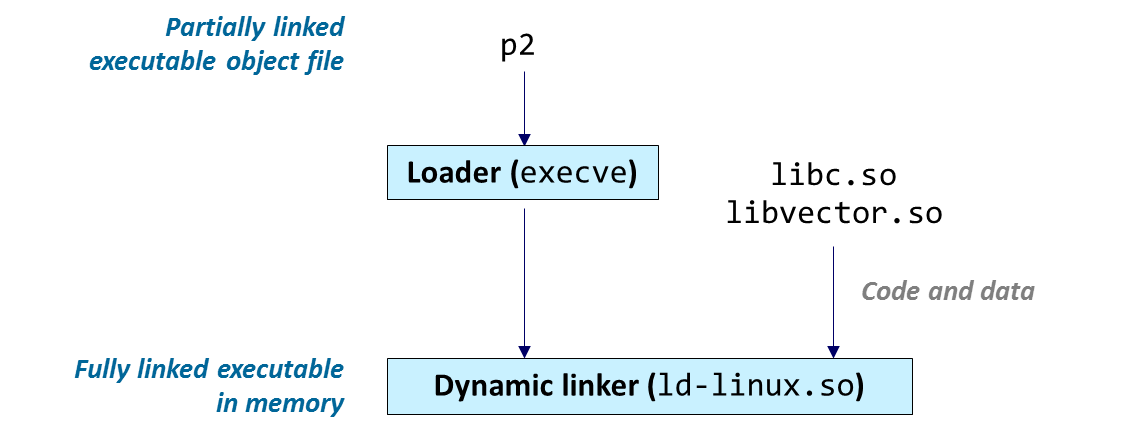 Partially linked
executable object file
p2
Loader (execve)
libc.so
libvector.so
Code and data
Fully linked executable
in memory
Dynamic linker (ld-linux.so)